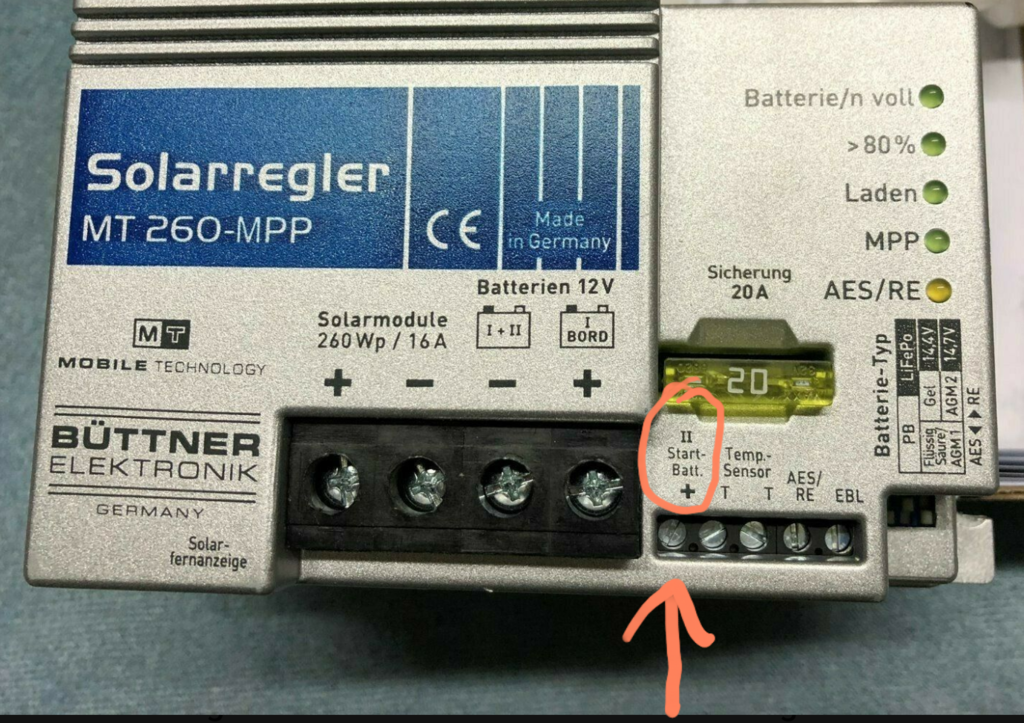 Solarregler
MT 260-MPP
CE
Made
in Germany
Batterie/n voll
>80%
Laden
MPP
AES/RE
Sicherung
20A
20
Batterien 12V
I + II
I
BORD
Solarmodule
260Wp / 16A
+ − − +
MT
MOBILE TECHNOLOGY
BÜTTNER
ELEKTRONIK
GERMANY
Solar-
fernanzeige
II
Start-
Batt.
+
Temp.-
Sensor
T T
AES/
RE
EBL
Batterie-Typ
PB LiFePo
Flüssig
Säure/ Gel 14,4V
AGM1 AGM2 14,7V
AES ◄► RE